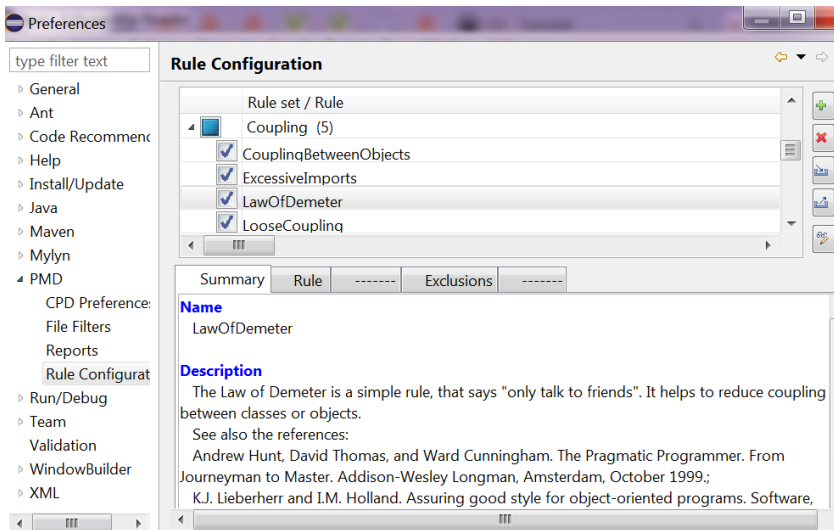 Preferences
type filter text
General
Ant
Code Recommend
Help
Install/Update
Java
Maven
Mylyn
PMD
CPD Preferences
File Filters
Reports
Rule Configurat
Run/Debug
Team
Validation
WindowBuilder
XML
Rule Configuration
Rule set / Rule
Coupling (5)
CouplingBetweenObjects
ExcessiveImports
LawOfDemeter
LooseCoupling
Summary Rule ------- Exclusions -------
Name
LawOfDemeter
Description
The Law of Demeter is a simple rule, that says "only talk to friends". It helps to reduce coupling
between classes or objects.
See also the references:
Andrew Hunt, David Thomas, and Ward Cunningham. The Pragmatic Programmer. From
Journeyman to Master. Addison-Wesley Longman, Amsterdam, October 1999.;
K.J. Lieberherr and I.M. Holland. Assuring good style for object-oriented programs. Software,